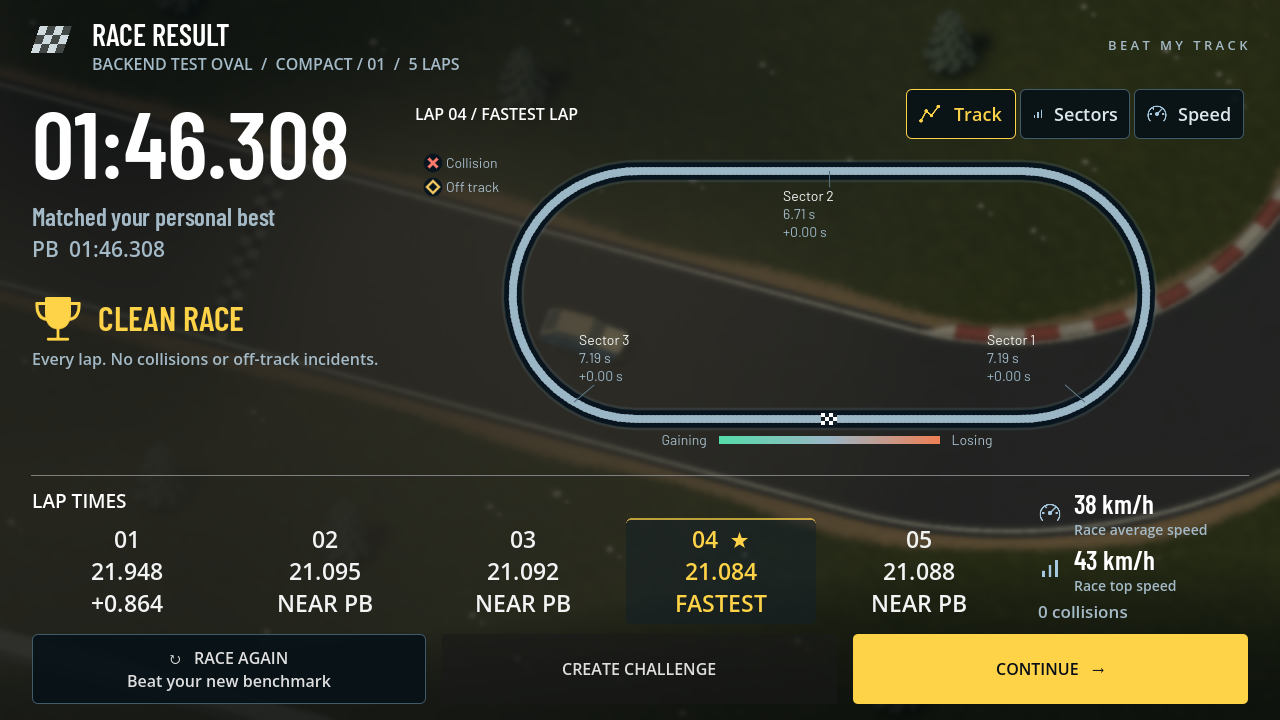 RACE RESULT
BACKEND TEST OVAL / COMPACT / 01 / 5 LAPS
BEAT MY TRACK
01:46.308
Matched your personal best
PB 01:46.308
CLEAN RACE
Every lap. No collisions or off-track incidents.
LAP 04 / FASTEST LAP
Track
Sectors
Speed
Collision
Off track
Sector 2
6.71 s
+0.00 s
Sector 3
7.19 s
+0.00 s
Sector 1
7.19 s
+0.00 s
Gaining
Losing
LAP TIMES
01
21.948
+0.864
02
21.095
NEAR PB
03
21.092
NEAR PB
04 ★
21.084
FASTEST
05
21.088
NEAR PB
38 km/h
Race average speed
43 km/h
Race top speed
0 collisions
↻ RACE AGAIN
Beat your new benchmark
CREATE CHALLENGE
CONTINUE →